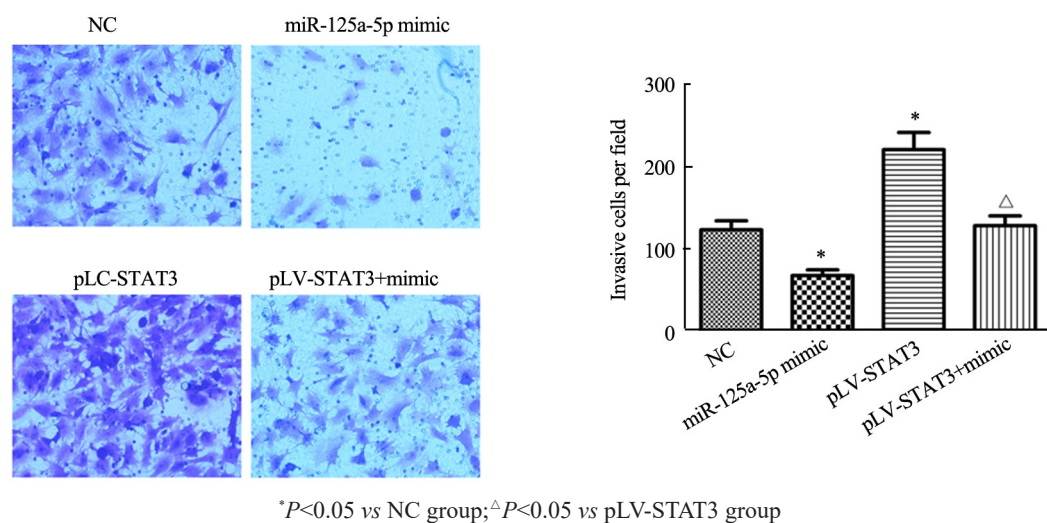 NC
miR-125a-5p mimic
pLC-STAT3
pLV-STAT3+mimic
Invasive cells per field
300
200
100
0
*
*
△
NC
miR-125a-5p mimic
pLV-STAT3
pLV-STAT3+mimic
*P<0.05 vs NC group;△P<0.05 vs pLV-STAT3 group